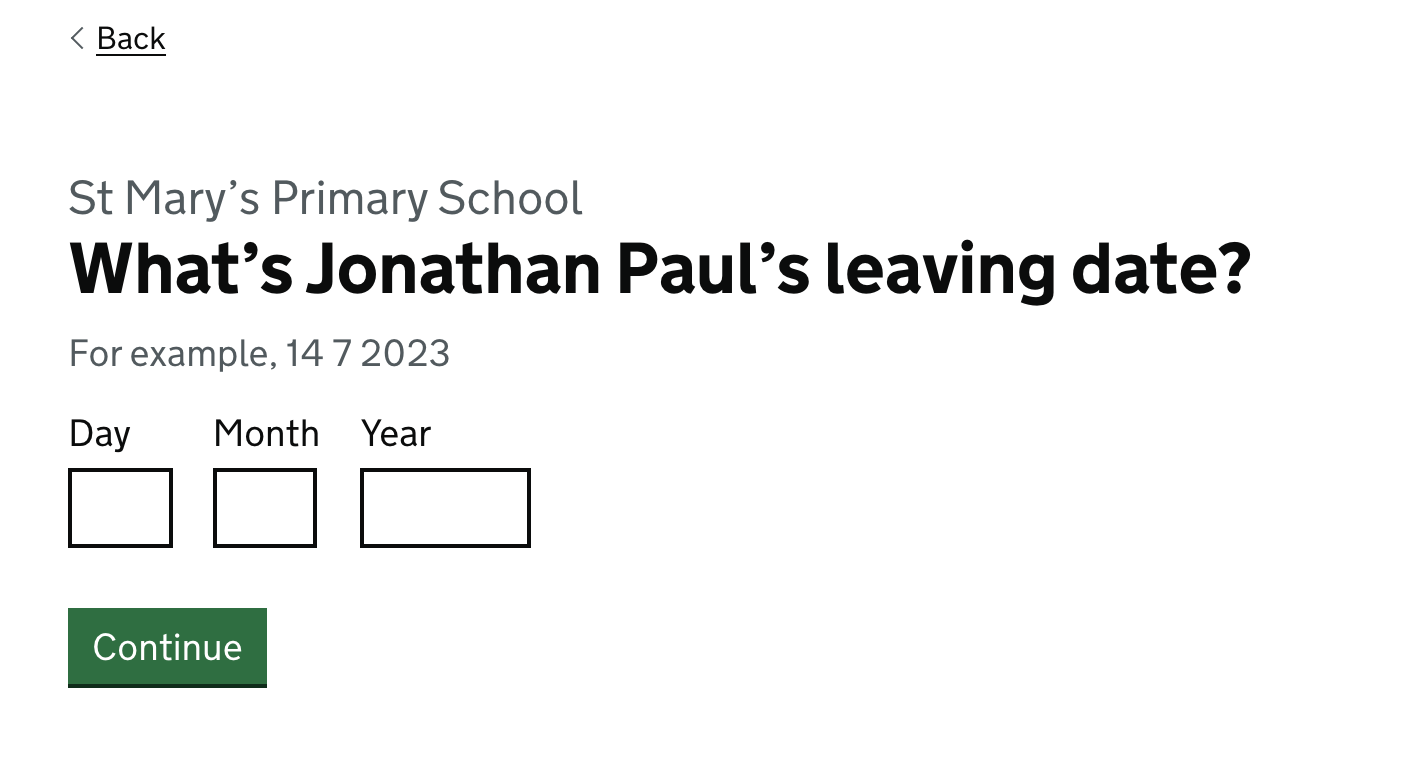 Back
St Mary’s Primary School
What’s Jonathan Paul’s leaving date?
For example, 14 7 2023
Day Month Year
Continue